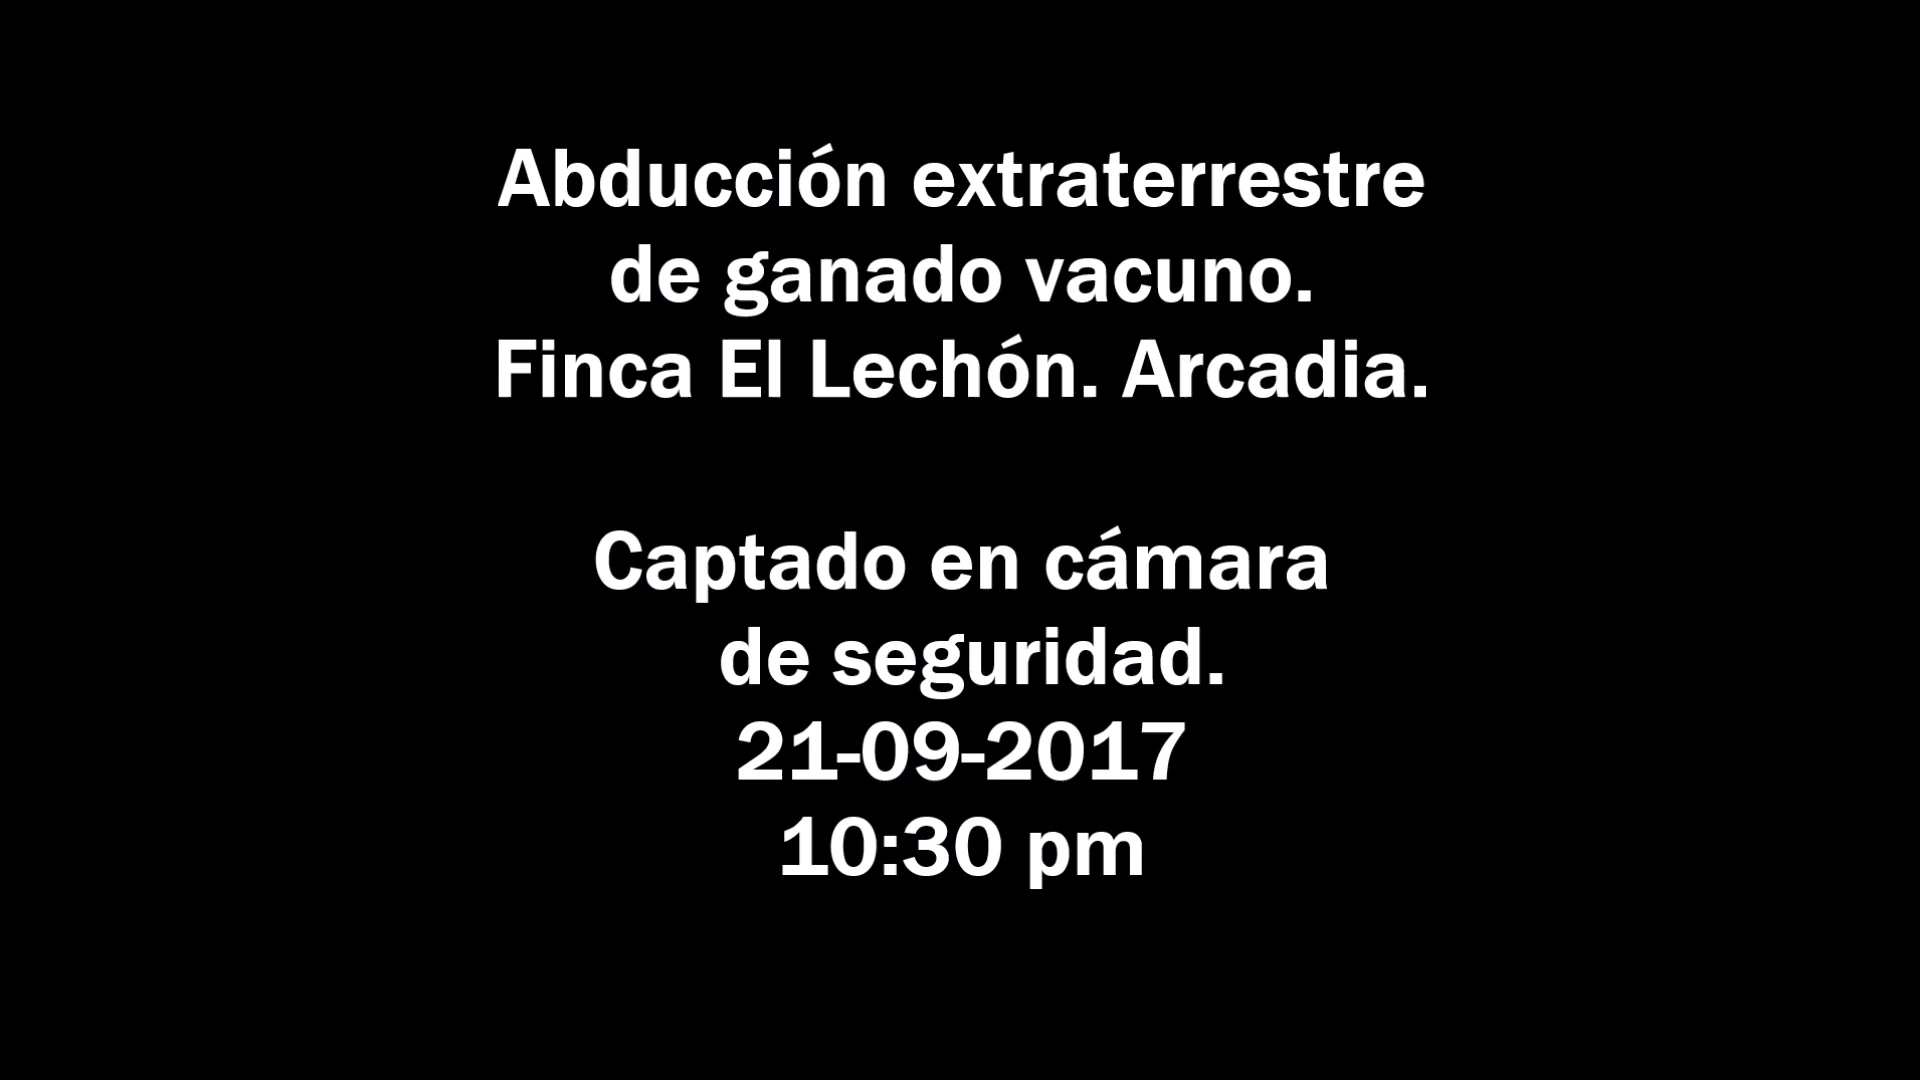 Abducción extraterrestre
de ganado vacuno.
Finca El Lechón. Arcadia.
Captado en cámara
de seguridad.
21-09-2017
10:30 pm